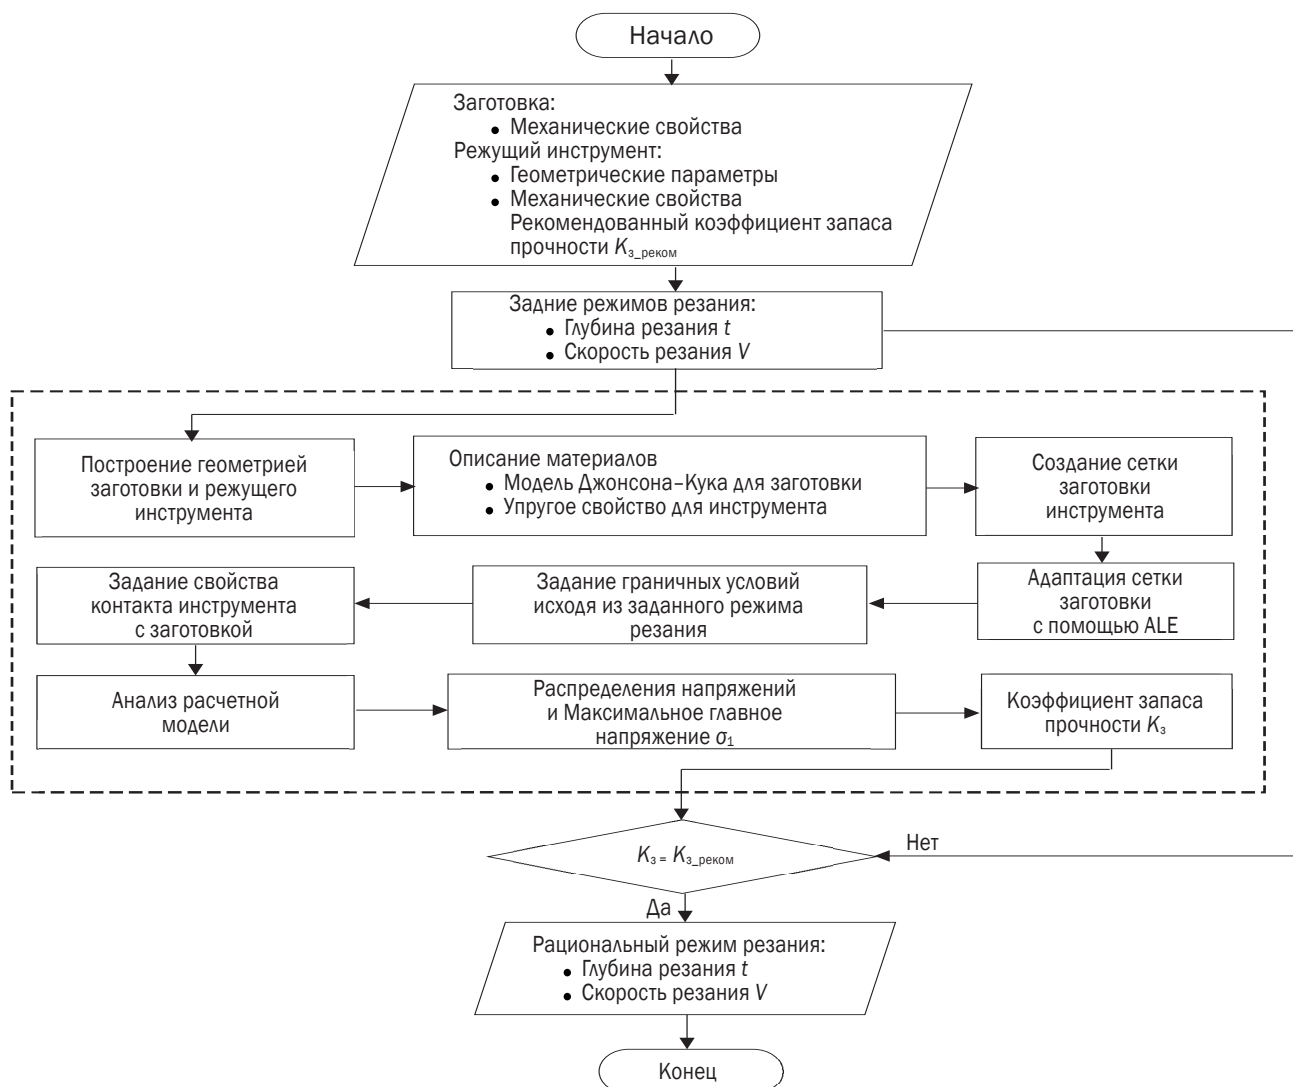 Начало
Заготовка:
• Механические свойства
Режущий инструмент:
• Геометрические параметры
• Механические свойства
Рекомендованный коэффициент запаса
прочности Kз_реком
Задние режимов резания:
• Глубина резания t
• Скорость резания V
Построение геометрией
заготовки и режущего
инструмента
Описание материалов
• Модель Джонсона–Кука для заготовки
• Упругое свойство для инструмента
Создание сетки
заготовки
инструмента
Адаптация сетки
заготовки
с помощью ALE
Задание граничных условий
исходя из заданного режима
резания
Задание свойства
контакта инструмента
с заготовкой
Анализ расчетной
модели
Распределения напряжений
и Максимальное главное
напряжение σ1
Коэффициент запаса
прочности Kз
Kз = Kз_реком
Нет
Да
Рациональный режим резания:
• Глубина резания t
• Скорость резания V
Конец